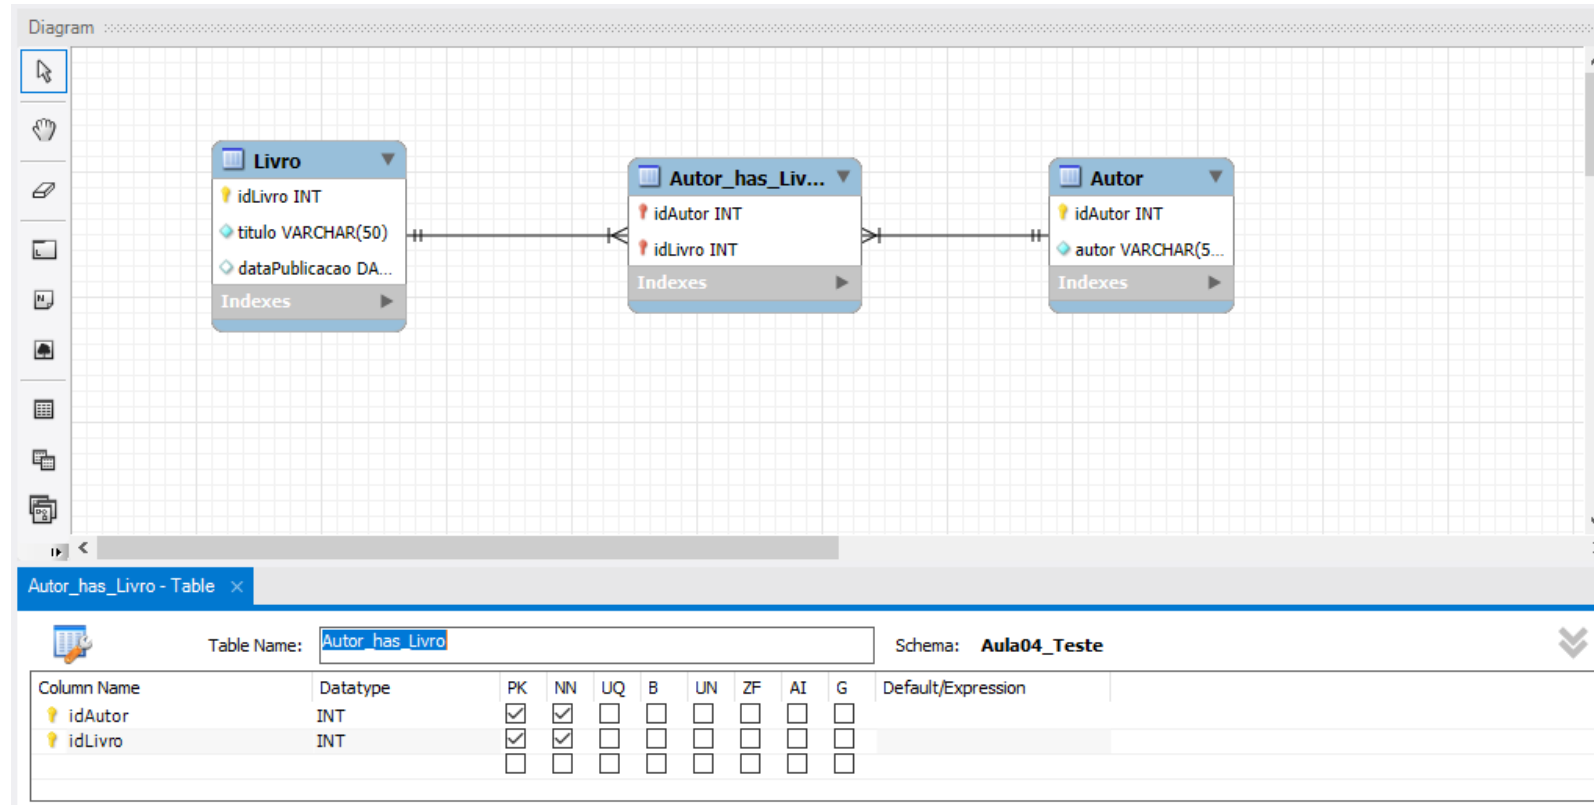 Diagram
Livro
idLivro INT
titulo VARCHAR(50)
dataPublicacao DA...
Indexes
Autor_has_Liv...
idAutor INT
idLivro INT
Indexes
Autor
idAutor INT
autor VARCHAR(5...
Indexes
Autor_has_Livro - Table ×
Table Name: Autor_has_Livro Schema: Aula04_Teste
Column Name Datatype PK NN UQ B UN ZF AI G Default/Expression
idAutor INT
idLivro INT